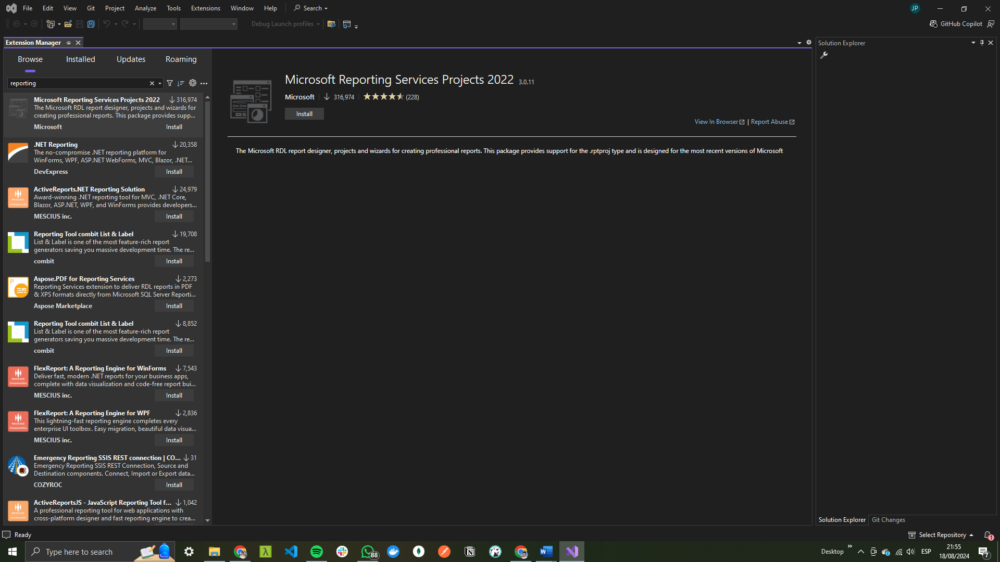 File Edit View Git Project Analyze Tools Extensions Window Help Search JP
Debug Launch profiles GitHub Copilot
Extension Manager
Browse Installed Updates Roaming
reporting
Microsoft Reporting Services Projects 2022 316,974
The Microsoft RDL report designer, projects and wizards for
creating professional reports. This package provides supp...
Microsoft Install
.NET Reporting 20,358
The no-compromise .NET reporting platform for
WinForms, WPF, ASP.NET WebForms, MVC, Blazor, .NET...
DevExpress Install
ActiveReports.NET Reporting Solution 24,979
Award-winning .NET reporting tool for MVC, .NET Core,
Blazor, ASP.NET, WPF, and WinForms provides developers...
MESCIUS inc. Install
Reporting Tool combit List & Label 19,708
List & Label is one of the most feature-rich report
generators saving you massive development time. The re...
combit Install
Aspose.PDF for Reporting Services 2,273
Reporting Services extension to deliver RDL reports in PDF
& XPS formats directly from Microsoft SQL Server Reporti...
Aspose Marketplace Install
Reporting Tool combit List & Label 8,852
List & Label is one of the most feature-rich report
generators saving you massive development time. The re...
combit Install
FlexReport: A Reporting Engine for WinForms 7,543
Deliver fast, modern .NET reports for your business apps,
complete with data visualization and code-free report bui...
MESCIUS inc. Install
FlexReport: A Reporting Engine for WPF 2,836
This lightning-fast reporting engine completes every
enterprise UI toolbox. Easy migration, beautiful data visua...
MESCIUS inc. Install
Emergency Reporting SSIS REST connection | CO... 31
Emergency Reporting SSIS REST Connection, Source and
Destination components. Connect, Import or Export data...
COZYROC Install
ActiveReportsJS - JavaScript Reporting Tool f... 1,042
A professional reporting tool for web applications with
cross-platform designer and fast reporting engine to crea...
Microsoft Reporting Services Projects 2022 3.0.11
Microsoft 316,974 (228)
Install
View In Browser | Report Abuse
The Microsoft RDL report designer, projects and wizards for creating professional reports. This package provides support for the .rptproj type and is designed for the most recent versions of Microsoft
Solution Explorer
Solution Explorer Git Changes
Ready Select Repository 1
Type here to search 88 Desktop ESP 21:55
18/08/2024 7